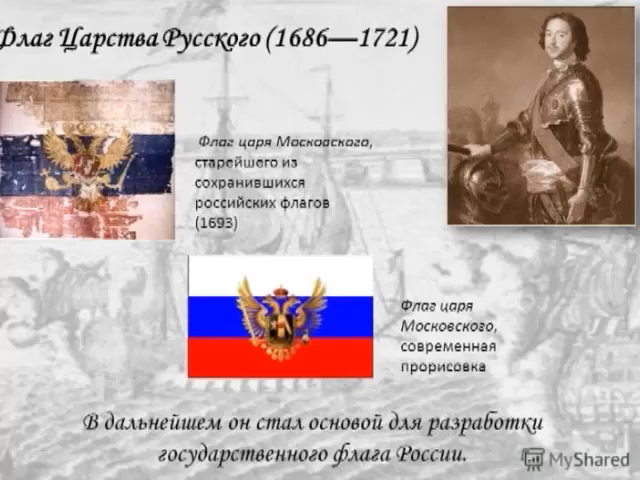 Флаг Царства Русского (1686—1721)
Флаг царя Московского,
старейшего из
сохранившихся
российских флагов
(1693)
Флаг царя
Московского,
современная
прорисовка
В дальнейшем он стал основой для разработки
государственного флага России.
MyShared